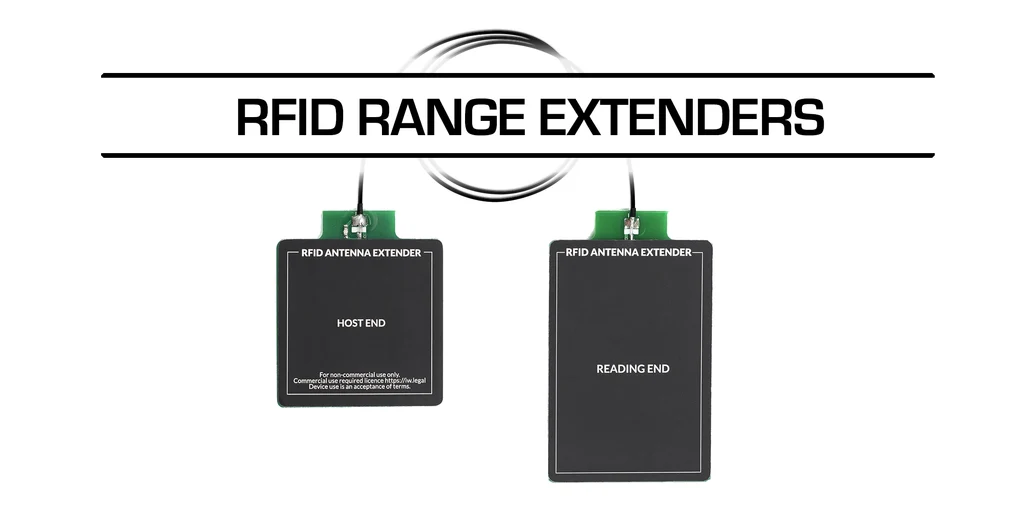 RFID RANGE EXTENDERS
RFID ANTENNA EXTENDER
HOST END
For non-commercial use only.
Commercial use required licence https://iw.legal
Device use is an acceptance of terms.
RFID ANTENNA EXTENDER
READING END